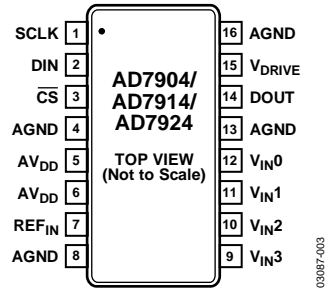 SCLK 1 16 AGND
DIN 2 15 VDRIVE
CS 3 14 DOUT
AGND 4 13 AGND
AVDD 5 12 VIN0
AVDD 6 11 VIN1
REFIN 7 10 VIN2
AGND 8 9 VIN3
AD7904/
AD7914/
AD7924
TOP VIEW
(Not to Scale)
03087-003